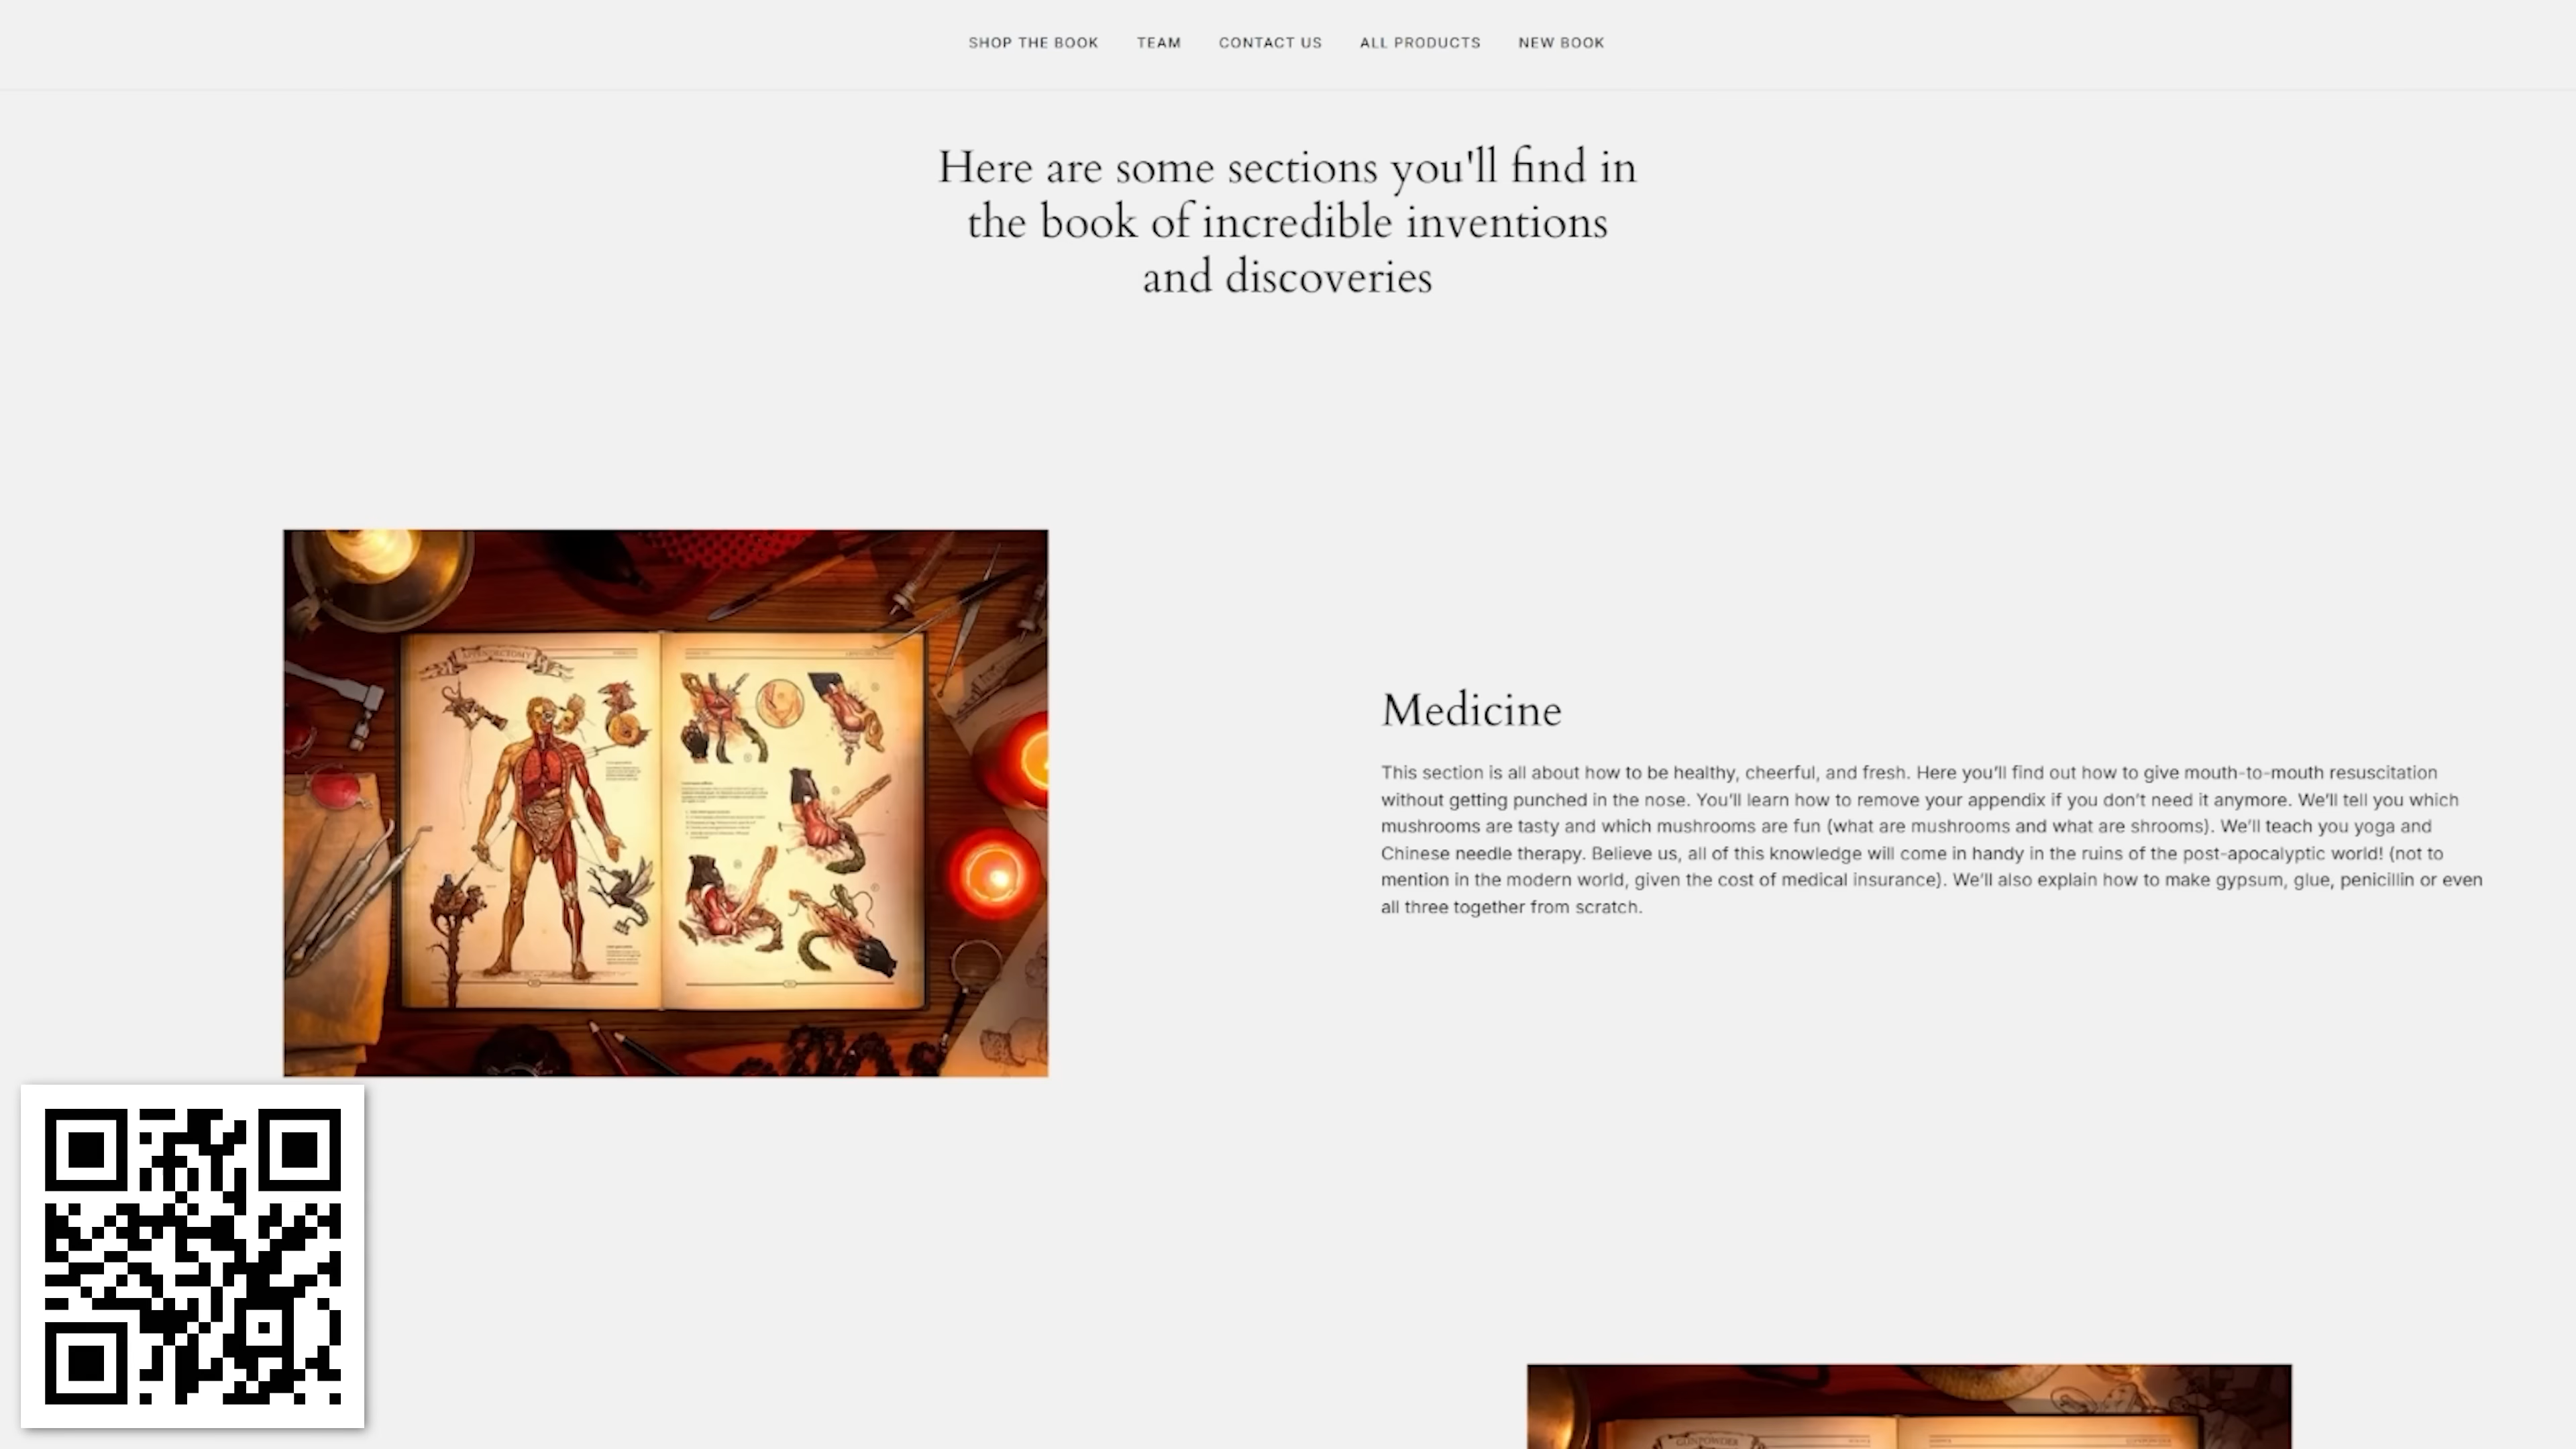 SHOP THE BOOK TEAM CONTACT US ALL PRODUCTS NEW BOOK
Here are some sections you'll find in
the book of incredible inventions
and discoveries
APPENDECTOMY
Medicine
This section is all about how to be healthy, cheerful, and fresh. Here you’ll find out how to give mouth-to-mouth resuscitation
without getting punched in the nose. You’ll learn how to remove your appendix if you don’t need it anymore. We’ll tell you which
mushrooms are tasty and which mushrooms are fun (what are mushrooms and what are shrooms). We’ll teach you yoga and
Chinese needle therapy. Believe us, all of this knowledge will come in handy in the ruins of the post-apocalyptic world! (not to
mention in the modern world, given the cost of medical insurance). We’ll also explain how to make gypsum, glue, penicillin or even
all three together from scratch.
GUNPOWDER